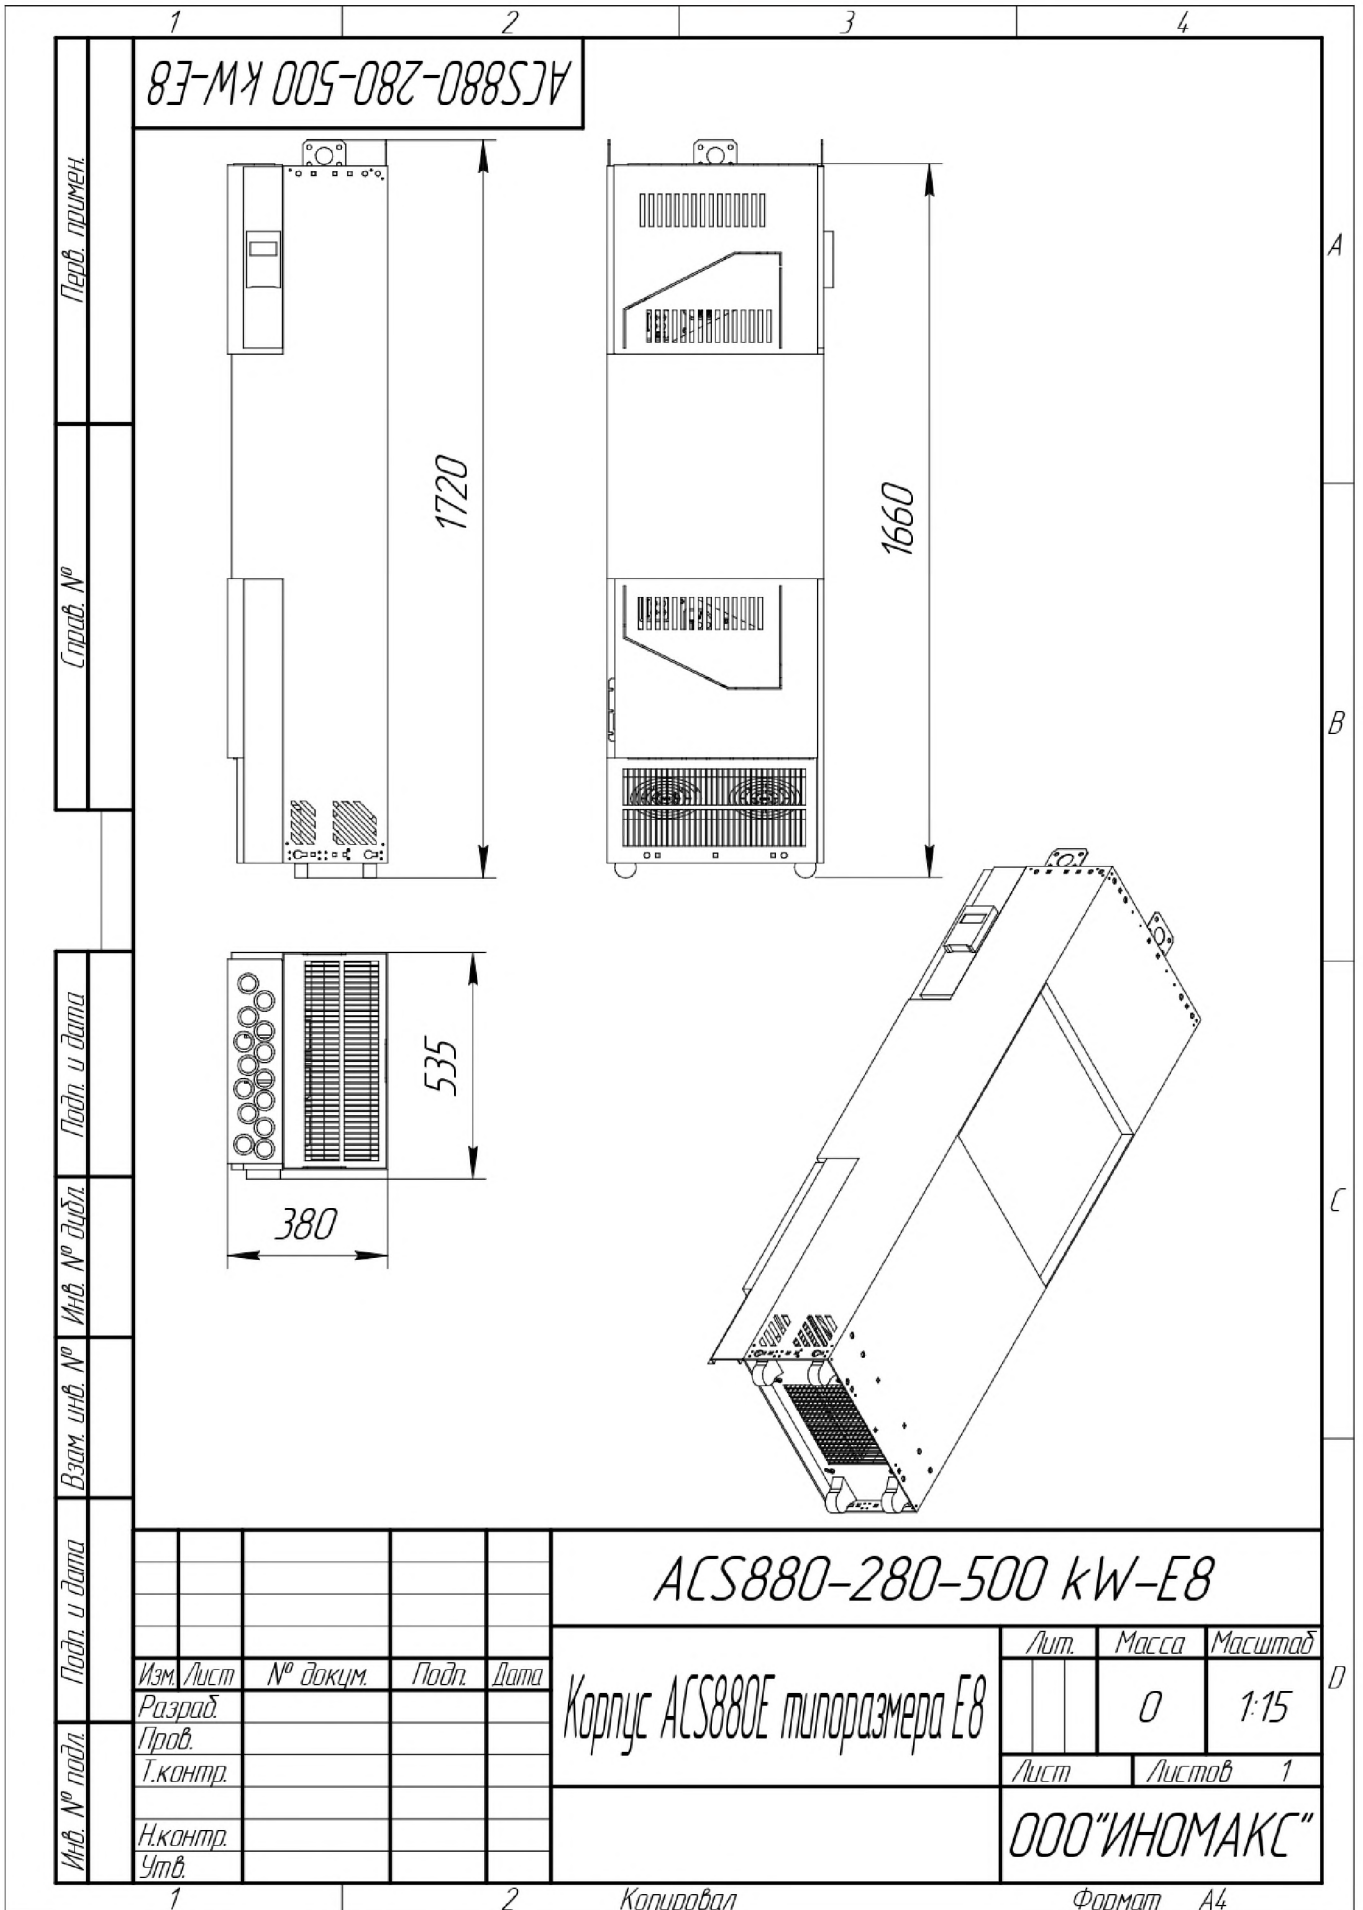 1 2 3 4
ACS880-280-500 kW-E8
Перв. примен.
Справ. №
Подп. и дата
Инв. № дубл.
Взам. инв. №
Подп. и дата
Инв. № подл.
A
B
C
D
1720
1660
535
380
ACS880-280-500 kW-E8
Изм. Лист № докум. Подп. Дата
Разраб.
Пров.
Т.контр.
Н.контр.
Утв.
Корпус ACS880E типоразмера E8
Лит. Масса Масштаб
0 1:15
Лист Листов 1
ООО"ИНОМАКС"
1 2 Копировал Формат А4